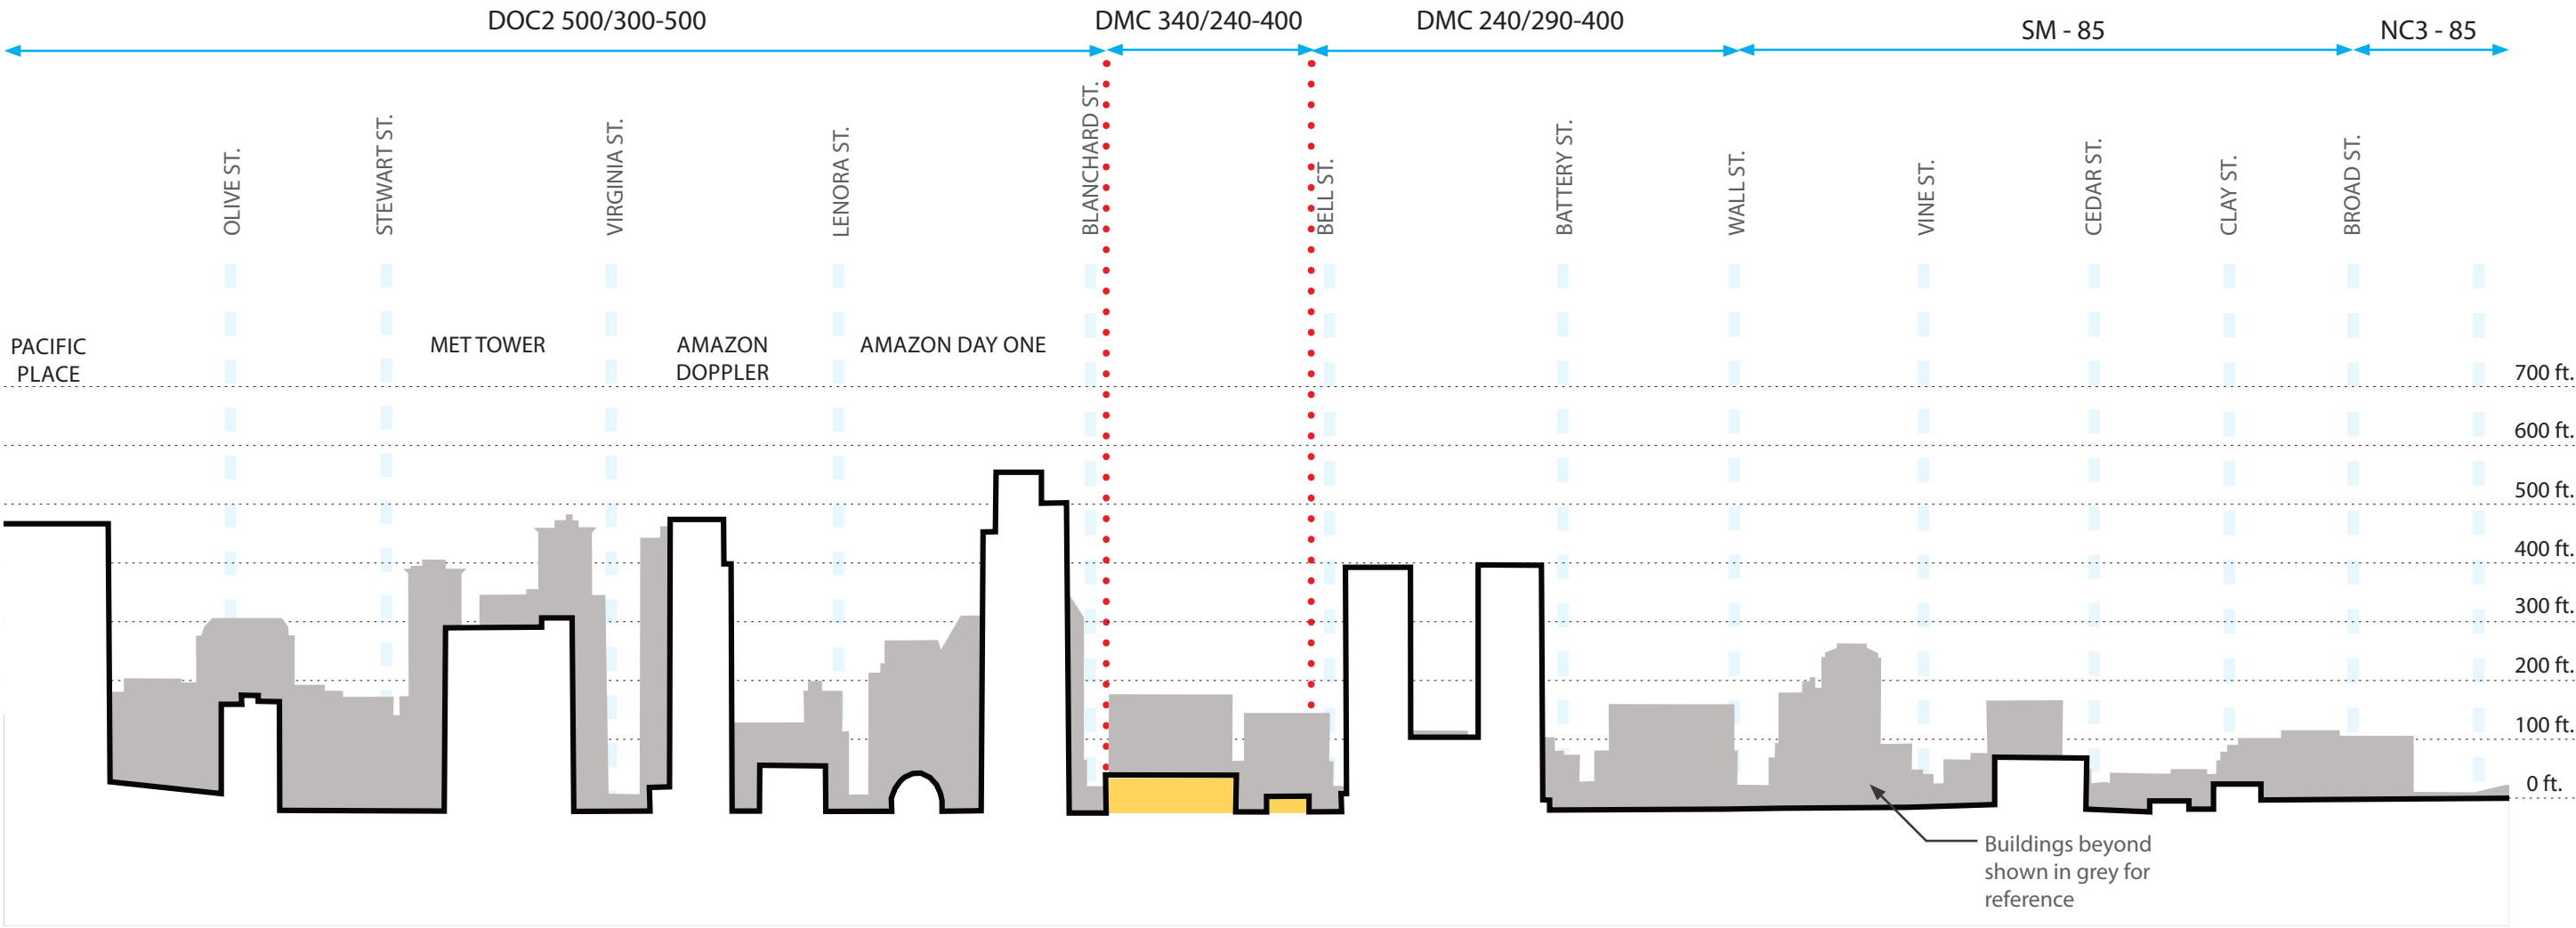 DOC2 500/300-500
DMC 340/240-400
DMC 240/290-400
SM - 85
NC3 - 85
OLIVE ST.
STEWART ST.
VIRGINIA ST.
LENORA ST.
BLANCHARD ST.
BELL ST.
BATTERY ST.
WALL ST.
VINE ST.
CEDAR ST.
CLAY ST.
BROAD ST.
PACIFIC
PLACE
MET TOWER
AMAZON
DOPPLER
AMAZON DAY ONE
700 ft.
600 ft.
500 ft.
400 ft.
300 ft.
200 ft.
100 ft.
0 ft.
Buildings beyond
shown in grey for
reference